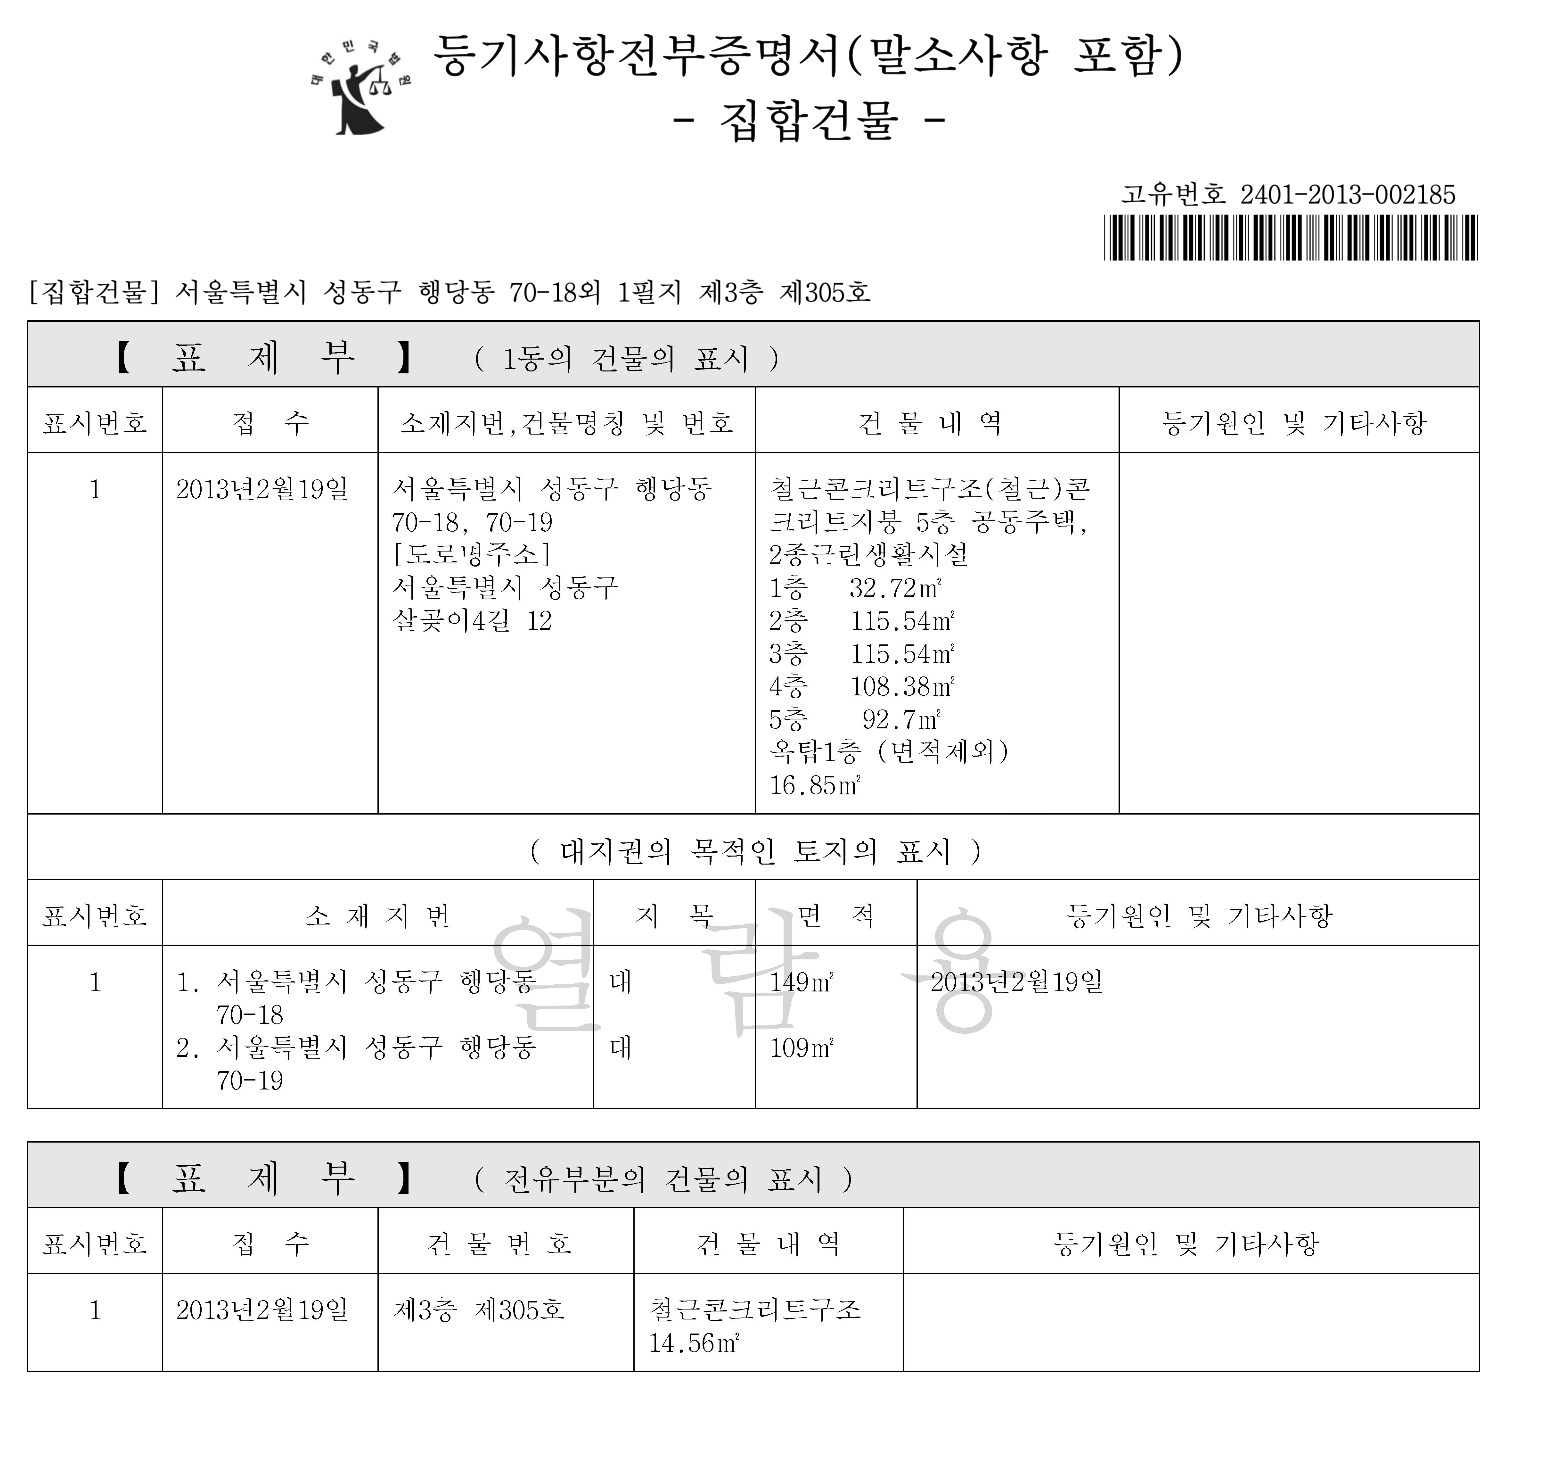 대한민국법원
등기사항전부증명서(말소사항 포함)
- 집합건물 -
고유번호 2401-2013-002185
[집합건물] 서울특별시 성동구 행당동 70-18외 1필지 제3층 제305호
【 표 제 부 】 ( 1동의 건물의 표시 )
표시번호 접 수 소재지번,건물명칭 및 번호 건 물 내 역 등기원인 및 기타사항
1 2013년2월19일 서울특별시 성동구 행당동 철근콘크리트구조(철근)콘
70-18, 70-19 크리트지붕 5층 공동주택,
[도로명주소] 2종근린생활시설
서울특별시 성동구 1층 32.72㎡
살곶이4길 12 2층 115.54㎡
3층 115.54㎡
4층 108.38㎡
5층 92.7㎡
옥탑1층 (면적제외)
16.85㎡
( 대지권의 목적인 토지의 표시 )
표시번호 소 재 지 번 지 목 면 적 등기원인 및 기타사항
열 람 용
1 1. 서울특별시 성동구 행당동 대 149㎡ 2013년2월19일
70-18
2. 서울특별시 성동구 행당동 대 109㎡
70-19
【 표 제 부 】 ( 전유부분의 건물의 표시 )
표시번호 접 수 건 물 번 호 건 물 내 역 등기원인 및 기타사항
1 2013년2월19일 제3층 제305호 철근콘크리트구조
14.56㎡